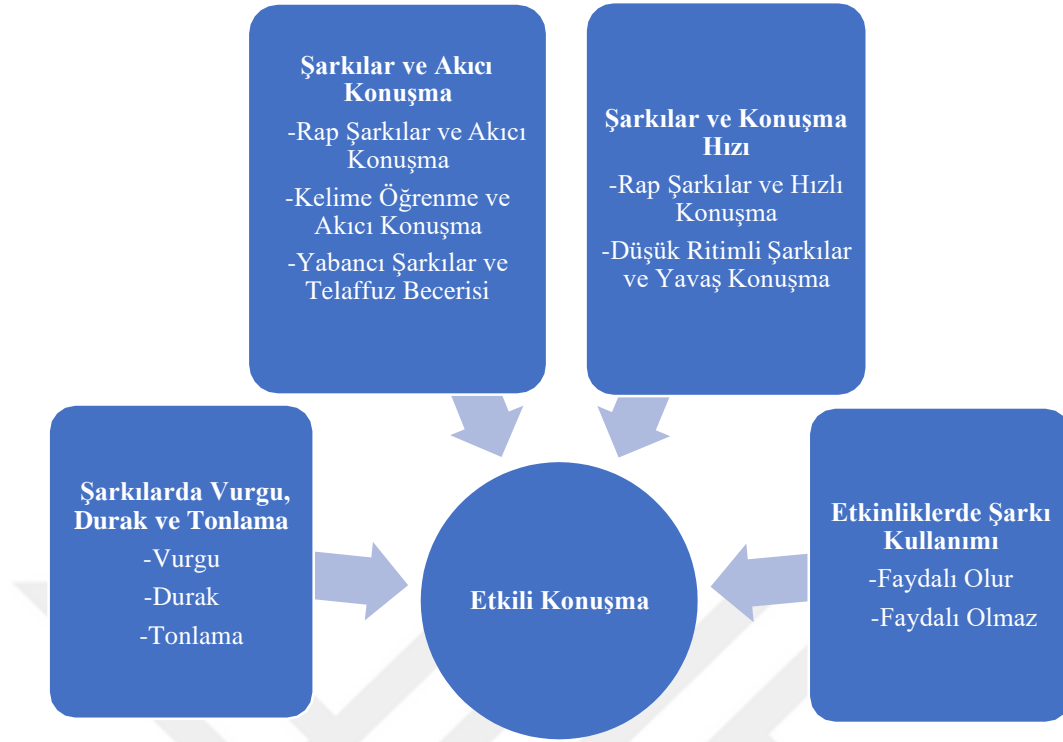 Şarkılar ve Akıcı
Konuşma
-Rap Şarkılar ve Akıcı
Konuşma
-Kelime Öğrenme ve
Akıcı Konuşma
-Yabancı Şarkılar ve
Telaffuz Becerisi
Şarkılar ve Konuşma
Hızı
-Rap Şarkılar ve Hızlı
Konuşma
-Düşük Ritimli Şarkılar
ve Yavaş Konuşma
Şarkılarda Vurgu,
Durak ve Tonlama
-Vurgu
-Durak
-Tonlama
Etkili Konuşma
Etkinliklerde Şarkı
Kullanımı
-Faydalı Olur
-Faydalı Olmaz